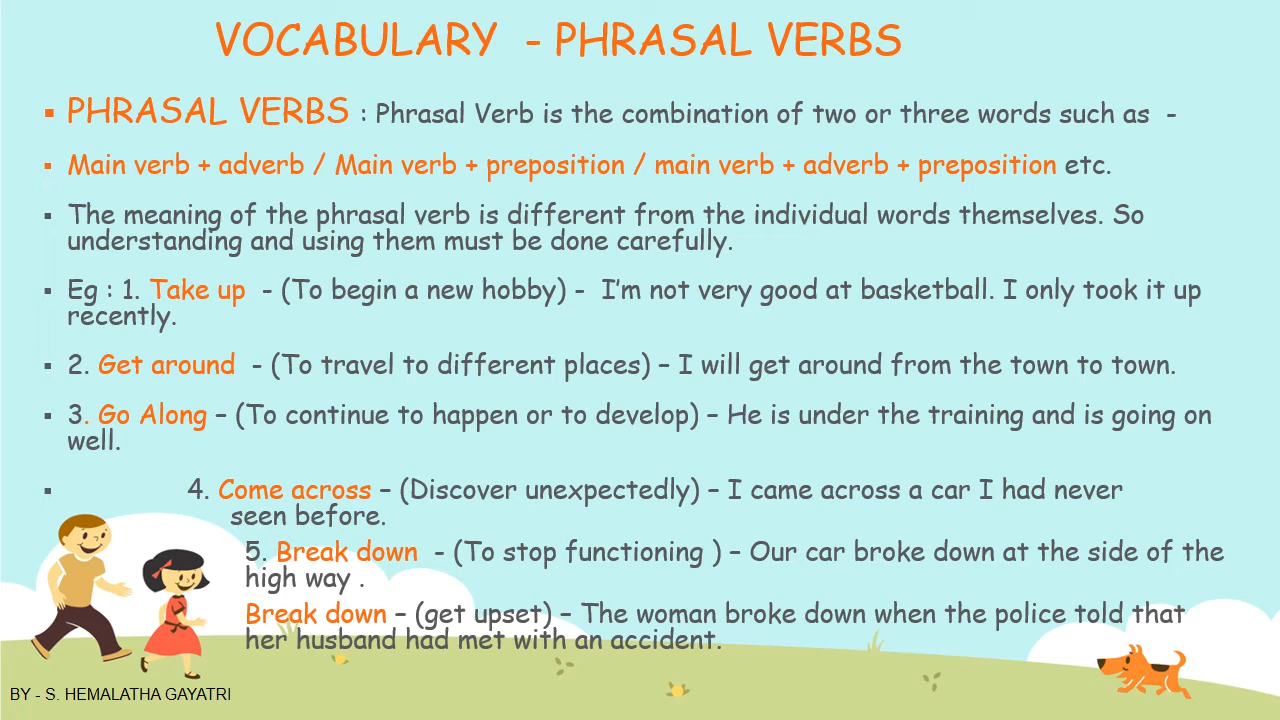 VOCABULARY - PHRASAL VERBS
▪ PHRASAL VERBS : Phrasal Verb is the combination of two or three words such as -
▪ Main verb + adverb / Main verb + preposition / main verb + adverb + preposition etc.
▪ The meaning of the phrasal verb is different from the individual words themselves. So
understanding and using them must be done carefully.
▪ Eg : 1. Take up - (To begin a new hobby) - I'm not very good at basketball. I only took it up
recently.
▪ 2. Get around - (To travel to different places) – I will get around from the town to town.
▪ 3. Go Along – (To continue to happen or to develop) – He is under the training and is going on
well.
▪ 4. Come across – (Discover unexpectedly) – I came across a car I had never
seen before.
5. Break down - (To stop functioning ) – Our car broke down at the side of the
high way .
Break down – (get upset) – The woman broke down when the police told that
her husband had met with an accident.
BY - S. HEMALATHA GAYATRI